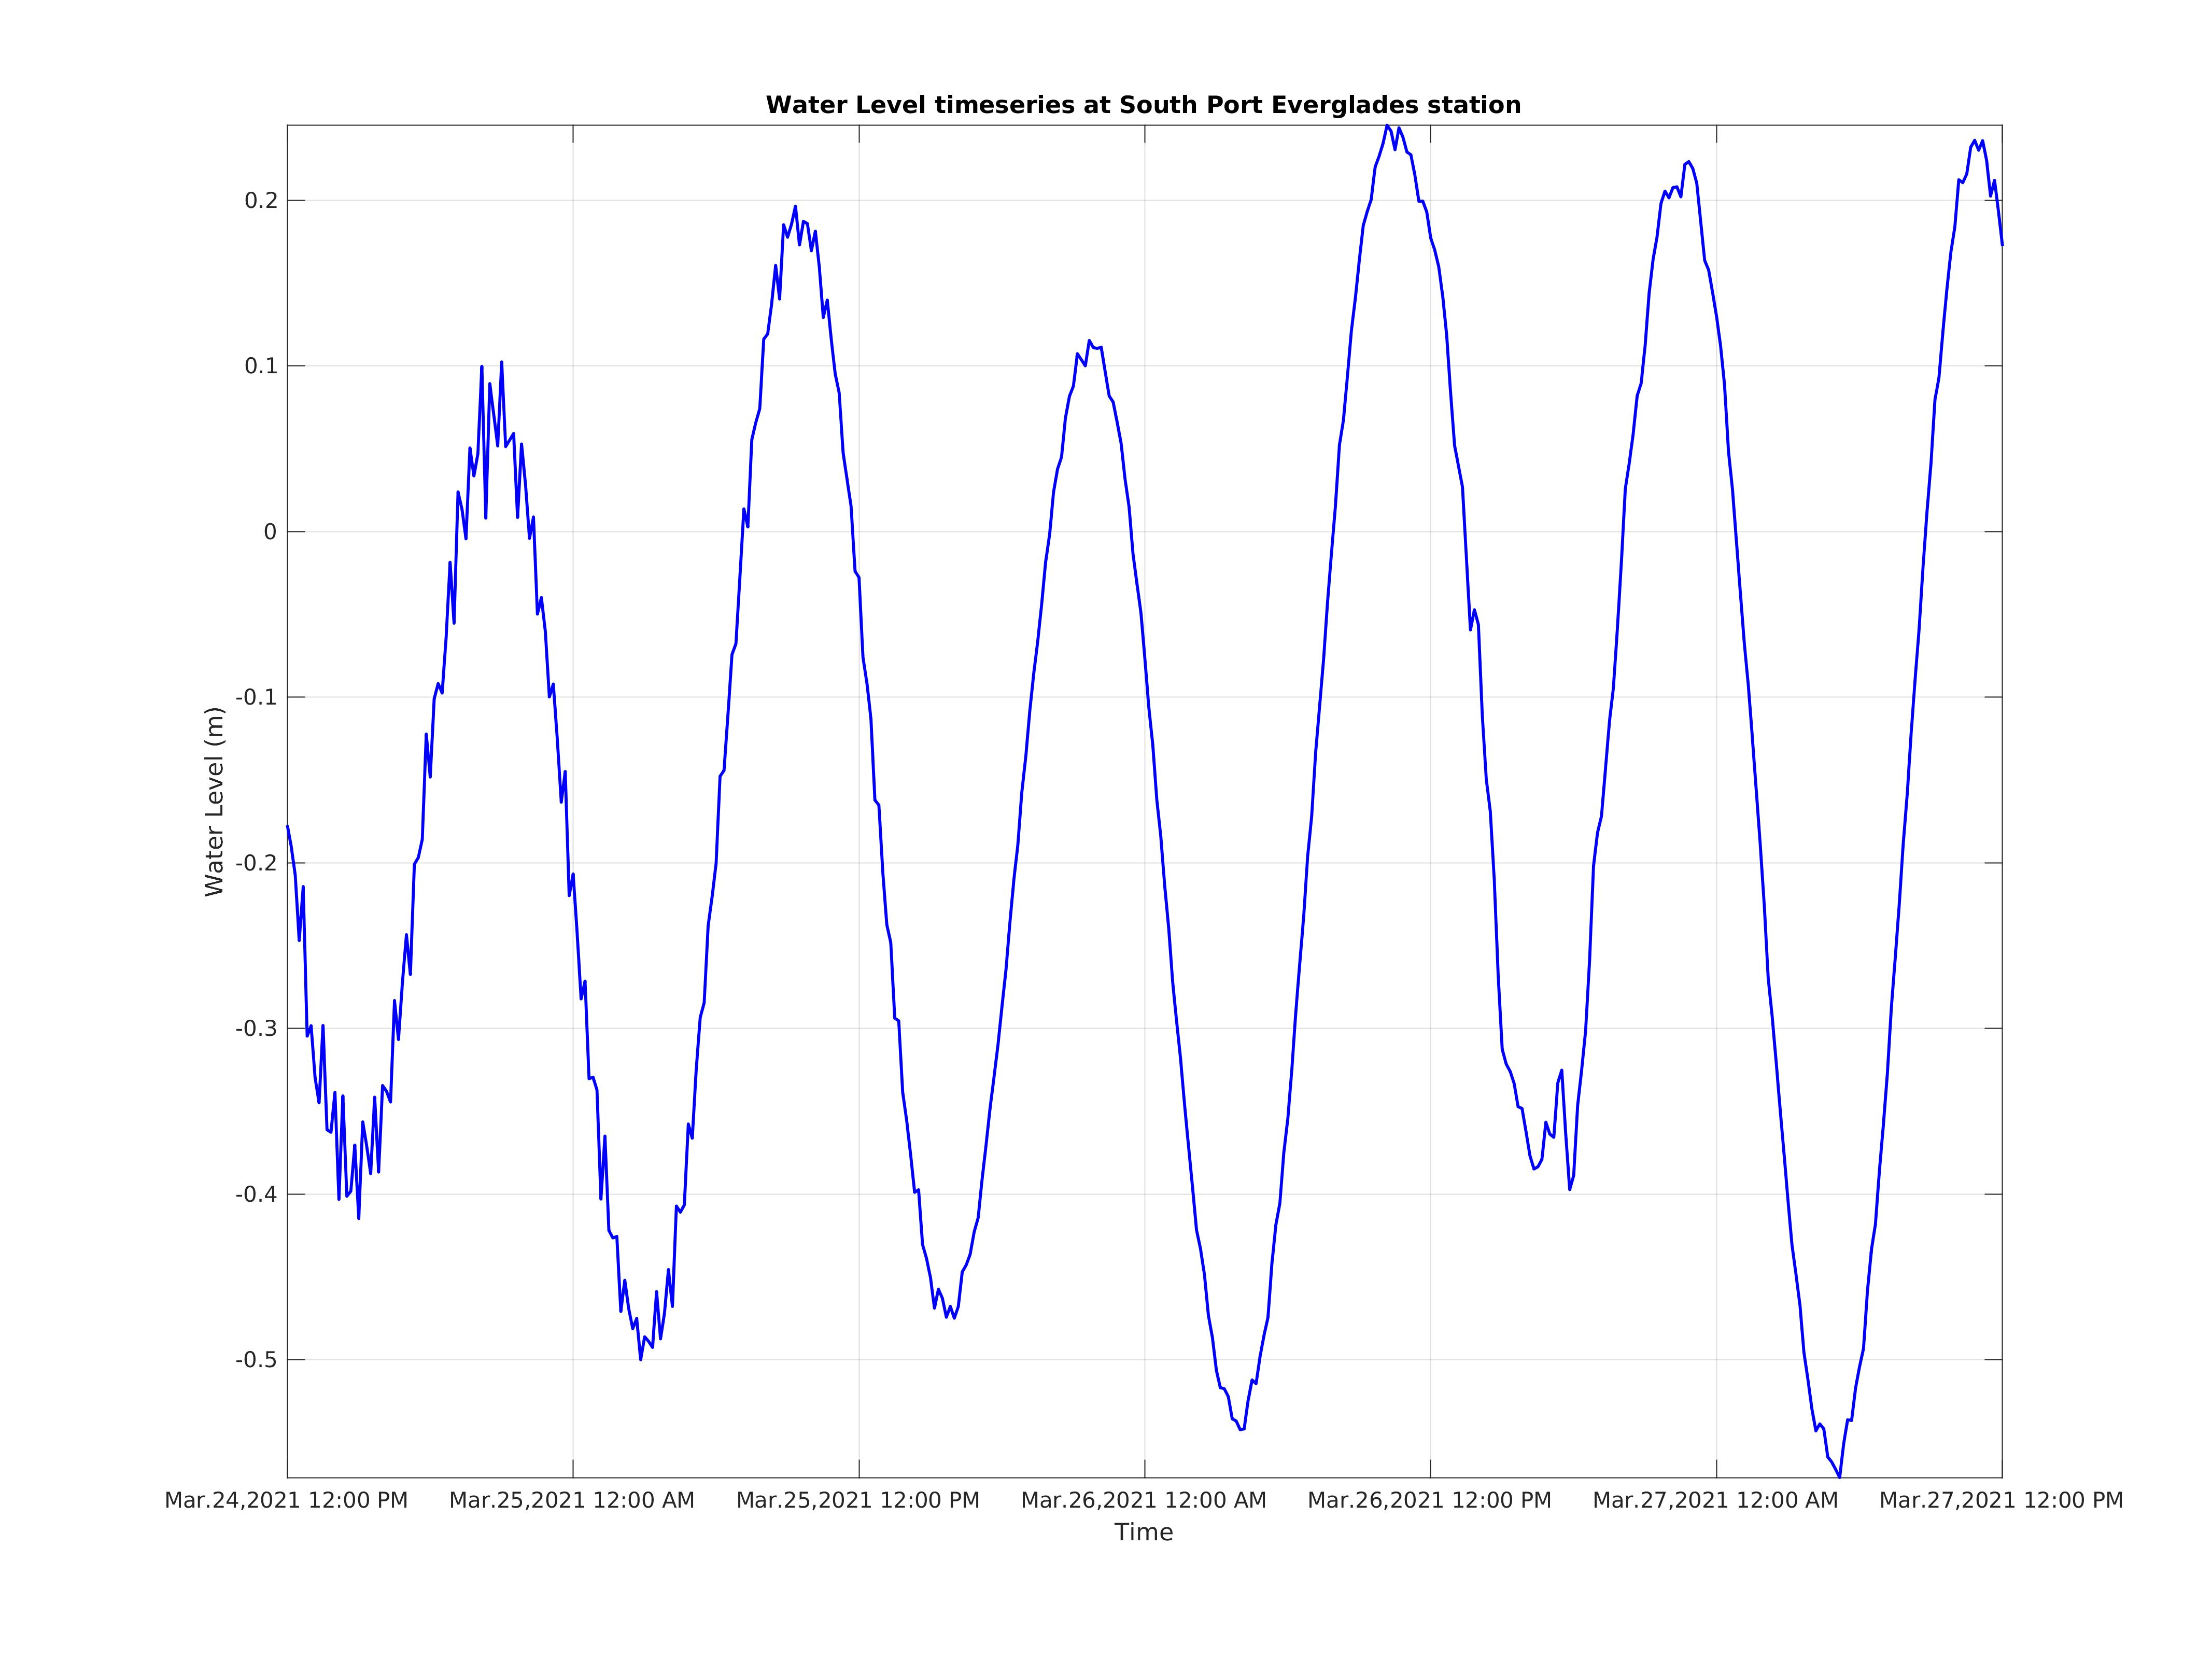 Water Level timeseries at South Port Everglades station
Water Level (m)
0.2
0.1
0
-0.1
-0.2
-0.3
-0.4
-0.5
Mar.24,2021 12:00 PM
Mar.25,2021 12:00 AM
Mar.25,2021 12:00 PM
Mar.26,2021 12:00 AM
Mar.26,2021 12:00 PM
Mar.27,2021 12:00 AM
Mar.27,2021 12:00 PM
Time